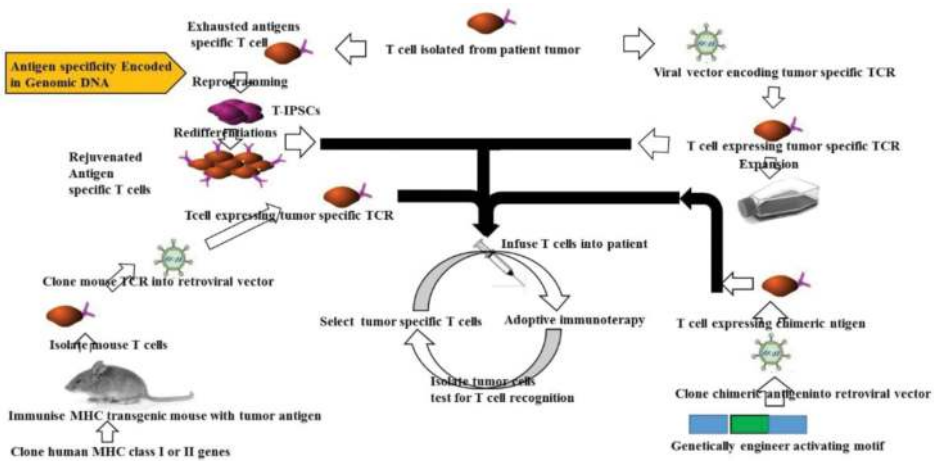 Exhausted antigens
specific T cell
T cell isolated from patient tumor
Antigen specificity Encoded
in Genomic DNA
Viral vector encoding tumor specific TCR
Reprogramming
T-IPSCs
Redifferentiations
T cell expressing tumor specific TCR
Expansion
Rejuvenated
Antigen
specific T cells
Tcell expressing tumor specific TCR
Infuse T cells into patient
Clone mouse TCR into retroviral vector
Select tumor specific T cells
Adoptive immunoterapy
T cell expressing chimeric ntigen
Isolate mouse T cells
Isolate tumor cells
test for T cell recognition
Clone chimeric antigeninto retroviral vector
Immunise MHC transgenic mouse with tumor antigen
Genetically engineer activating motif
Clone human MHC class I or II genes